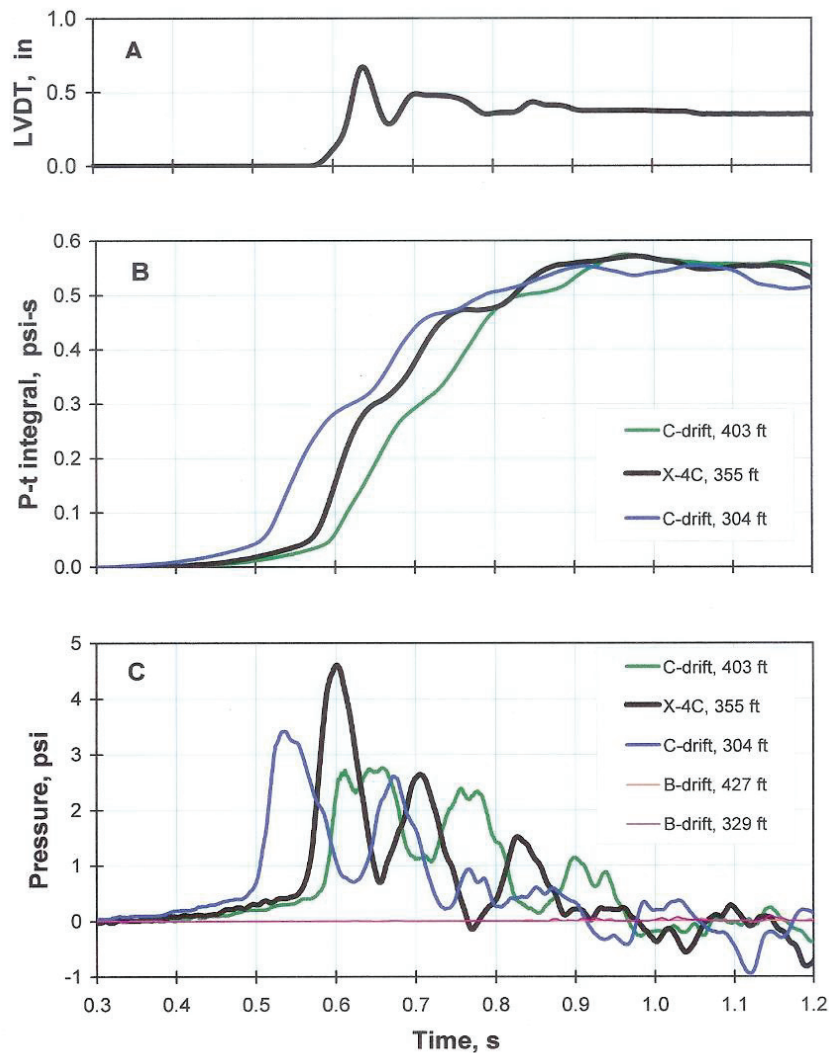 A
LVDT, in
1.0
0.5
0.0
B
P-t integral, psi-s
0.6
0.5
0.4
0.3
0.2
0.1
0.0
C-drift, 403 ft
X-4C, 355 ft
C-drift, 304 ft
C
Pressure, psi
5
4
3
2
1
0
-1
C-drift, 403 ft
X-4C, 355 ft
C-drift, 304 ft
B-drift, 427 ft
B-drift, 329 ft
0.3 0.4 0.5 0.6 0.7 0.8 0.9 1.0 1.1 1.2
Time, s